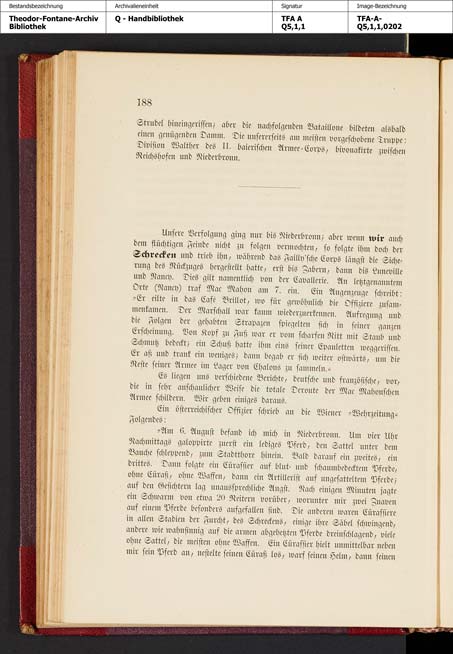 Bestandsbezeichnung
Archivalieneinheit
Signatur
Image-Bezeichnung
Theodor-Fontane-Archiv
Bibliothek
Q - Handbibliothek
TFA A
Q5,1,1
TFA-A-
Q5,1,1,0202
188
Strudel hineingerissen; aber die nachfolgenden Bataillone bildeten alsbald
einen genügenden Damm. Die unsererseits am meisten vorgeschobene Truppe:
Division Walther des II. baierischen Armee-Corps, bivouakirte zwischen
Reichshofen und Niederbronn.
Unsere Verfolgung ging nur bis Niederbronn; aber wenn wir auch
dem flüchtigen Feinde nicht zu folgen vermochten, so folgte ihm doch der
Schrecken und trieb ihn, während das Failly'sche Corps längst die Siche-
rung des Rückzuges hergestellt hatte, erst bis Zabern, dann bis Luneville
und Nancy. Dies gilt namentlich von der Cavallerie. An letztgenanntem
Orte (Nancy) traf Mac Mahon am 7. ein. Ein Augenzeuge schreibt:
»Er eilte in das Café Brillot, wo für gewöhnlich die Offiziere zusam-
menkamen. Der Marschall war kaum wiederzuerkennen. Aufregung und
die Folgen der gehabten Strapazen spiegelten sich in seiner ganzen
Erscheinung. Von Kopf zu Fuß war er vom scharfen Ritt mit Staub und
Schmutz bedeckt; ein Schuß hatte ihm eins seiner Epauletten weggerissen.
Er aß und trank ein weniges; dann begab er sich weiter ostwärts, um die
Reste seiner Armee im Lager von Chalons zu sammeln.«
Es liegen uns verschiedene Berichte, deutsche und französische, vor,
die in sehr anschaulicher Weise die totale Deroute der Mac Mahon'schen
Armee schildern. Wir geben einiges daraus.
Ein österreichischer Offizier schrieb an die Wiener »Wehrzeitung«
Folgendes:
»Am 6. August befand ich mich in Niederbronn. Um vier Uhr
Nachmittags galoppirte zuerst ein lediges Pferd, den Sattel unter dem
Bauche schleppend, zum Stadtthore hinein. Bald darauf ein zweites, ein
drittes. Dann folgte ein Cürassier auf blut- und schaumbedecktem Pferde,
ohne Cüraß, ohne Waffen, dann ein Artillerist auf ungesatteltem Pferde;
auf den Gesichtern lag unaussprechliche Angst. Nach einigen Minuten jagte
ein Schwarm von etwa 20 Reitern vorüber, worunter mir zwei Zuaven
auf einem Pferde besonders aufgefallen sind. Die anderen waren Cürassiere
in allen Stadien der Furcht, des Schreckens, einige ihre Säbel schwingend,
andere wie wahnsinnig auf die armen abgehetzten Pferde dreinschlagend, viele
ohne Sattel, die meisten ohne Waffen. Ein Cürassier hielt unmittelbar neben
mir sein Pferd an, nestelte seinen Cüraß los, warf seinen Helm, dann seinen